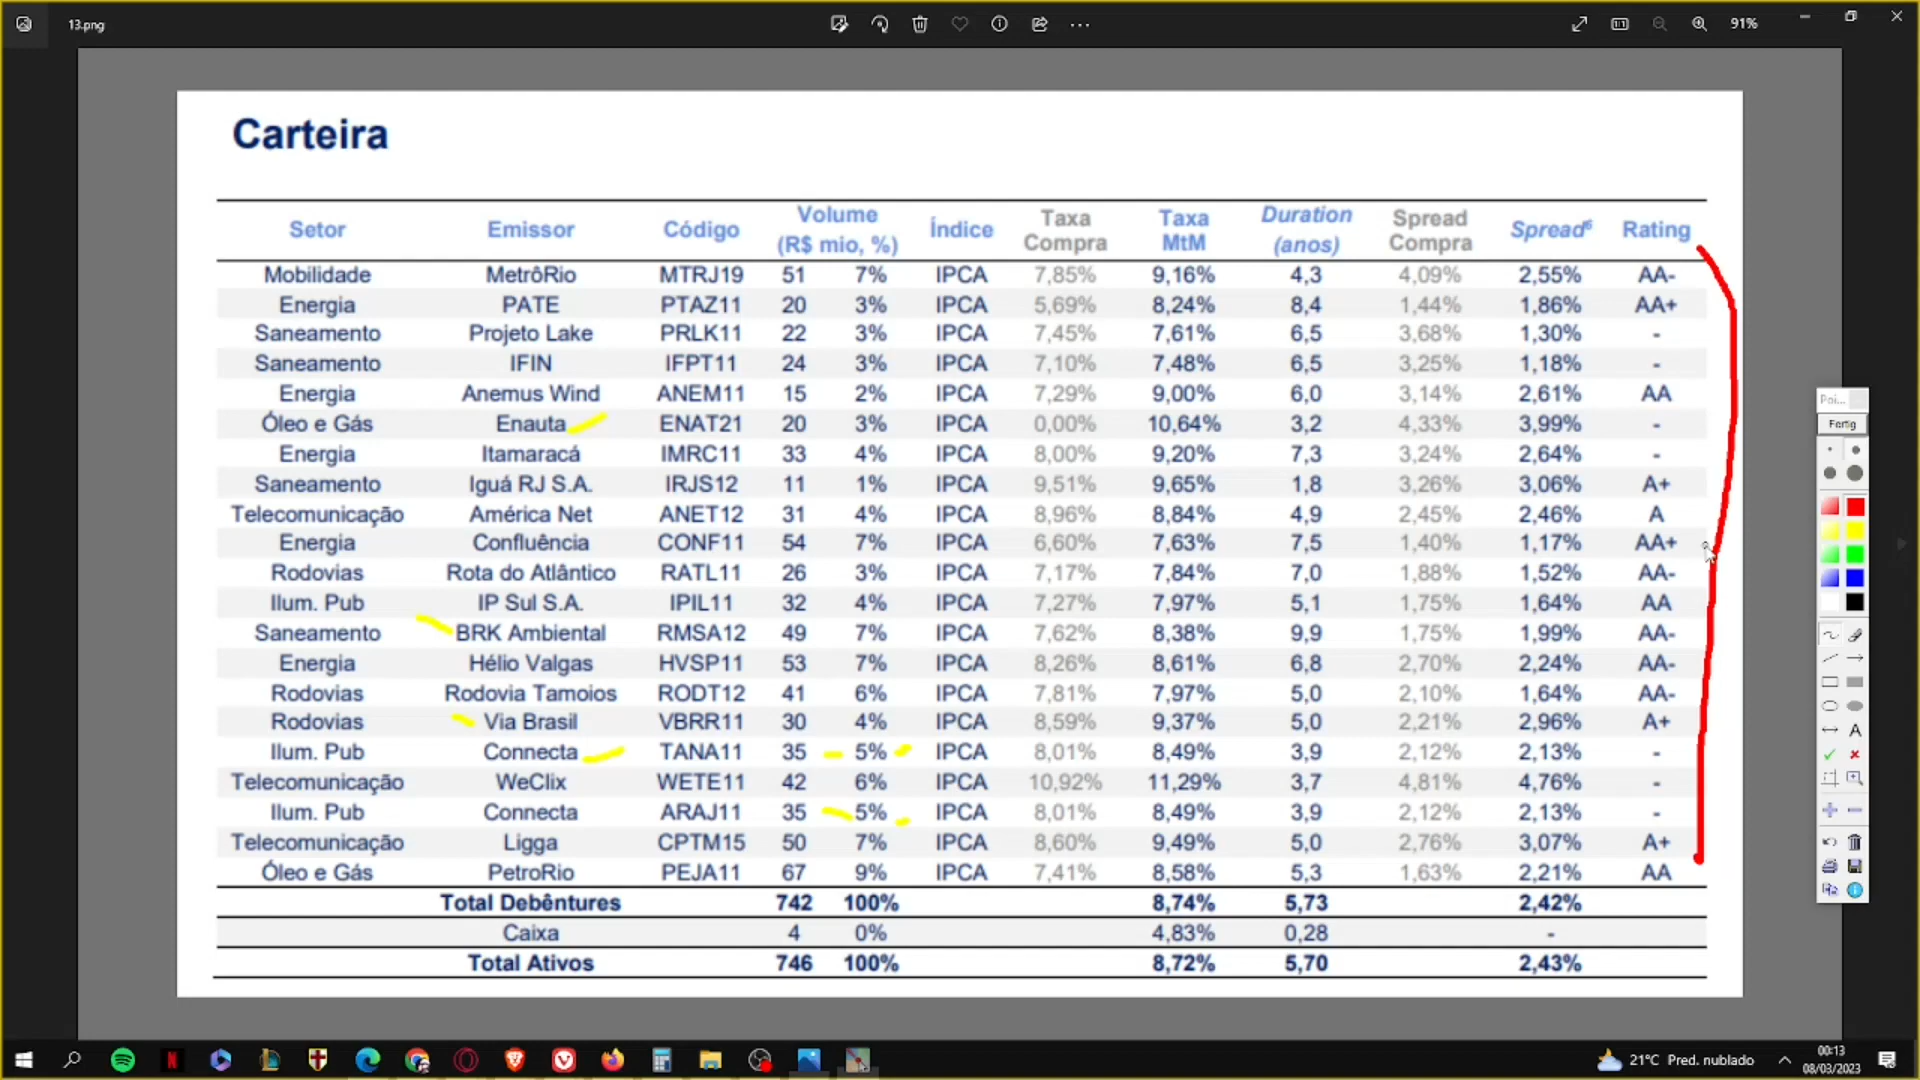 13.png
91%
Carteira
Setor Emissor Código Volume (R$ mio, %) Índice Taxa Compra Taxa MtM Duration (anos) Spread Compra Spread⁶ Rating
Mobilidade MetrôRio MTRJ19 51 7% IPCA 7,85% 9,16% 4,3 4,09% 2,55% AA-
Energia PATE PTAZ11 20 3% IPCA 5,69% 8,24% 8,4 1,44% 1,86% AA+
Saneamento Projeto Lake PRLK11 22 3% IPCA 7,45% 7,61% 6,5 3,68% 1,30% -
Saneamento IFIN IFPT11 24 3% IPCA 7,10% 7,48% 6,5 3,25% 1,18% -
Energia Anemus Wind ANEM11 15 2% IPCA 7,29% 9,00% 6,0 3,14% 2,61% AA
Óleo e Gás Enauta ENAT21 20 3% IPCA 0,00% 10,64% 3,2 4,33% 3,99% -
Energia Itamaracá IMRC11 33 4% IPCA 8,00% 9,20% 7,3 3,24% 2,64% -
Saneamento Iguá RJ S.A. IRJS12 11 1% IPCA 9,51% 9,65% 1,8 3,26% 3,06% A+
Telecomunicação América Net ANET12 31 4% IPCA 8,96% 8,84% 4,9 2,45% 2,46% A
Energia Confluência CONF11 54 7% IPCA 6,60% 7,63% 7,5 1,40% 1,17% AA+
Rodovias Rota do Atlântico RATL11 26 3% IPCA 7,17% 7,84% 7,0 1,88% 1,52% AA-
Ilum. Pub IP Sul S.A. IPIL11 32 4% IPCA 7,27% 7,97% 5,1 1,75% 1,64% AA
Saneamento BRK Ambiental RMSA12 49 7% IPCA 7,62% 8,38% 9,9 1,75% 1,99% AA-
Energia Hélio Valgas HVSP11 53 7% IPCA 8,26% 8,61% 6,8 2,70% 2,24% AA-
Rodovias Rodovia Tamoios RODT12 41 6% IPCA 7,81% 7,97% 5,0 2,10% 1,64% AA-
Rodovias Via Brasil VBRR11 30 4% IPCA 8,59% 9,37% 5,0 2,21% 2,96% A+
Ilum. Pub Connecta TANA11 35 5% IPCA 8,01% 8,49% 3,9 2,12% 2,13% -
Telecomunicação WeClix WETE11 42 6% IPCA 10,92% 11,29% 3,7 4,81% 4,76% -
Ilum. Pub Connecta ARAJ11 35 5% IPCA 8,01% 8,49% 3,9 2,12% 2,13% -
Telecomunicação Ligga CPTM15 50 7% IPCA 8,60% 9,49% 5,0 2,76% 3,07% A+
Óleo e Gás PetroRio PEJA11 67 9% IPCA 7,41% 8,58% 5,3 1,63% 2,21% AA
Total Debêntures 742 100% 8,74% 5,73 2,42%
Caixa 4 0% 4,83% 0,28 -
Total Ativos 746 100% 8,72% 5,70 2,43%
Poi...
Fertig
A
21°C Pred. nublado
00:13
08/03/2023